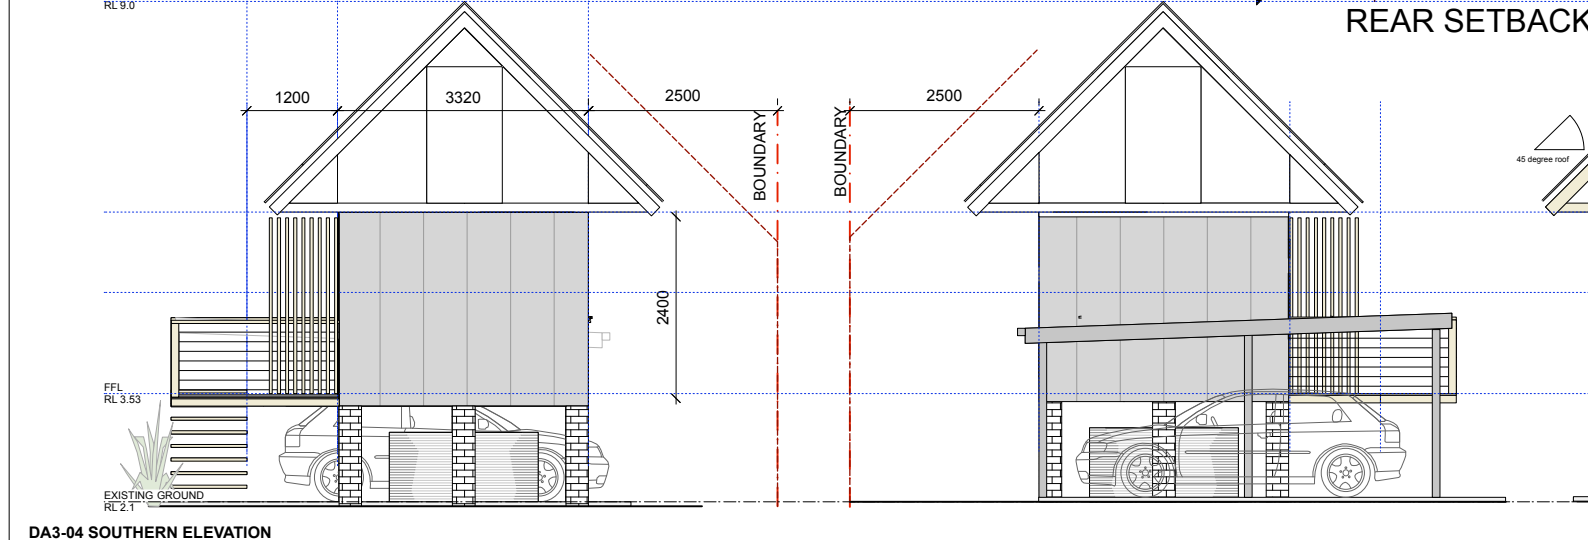 RL 9.0
REAR SETBACK
1200
3320
2500
2500
BOUNDARY
BOUNDARY
45 degree roof
2400
FFL
RL 3.53
EXISTING GROUND
RL 2.1
DA3-04 SOUTHERN ELEVATION